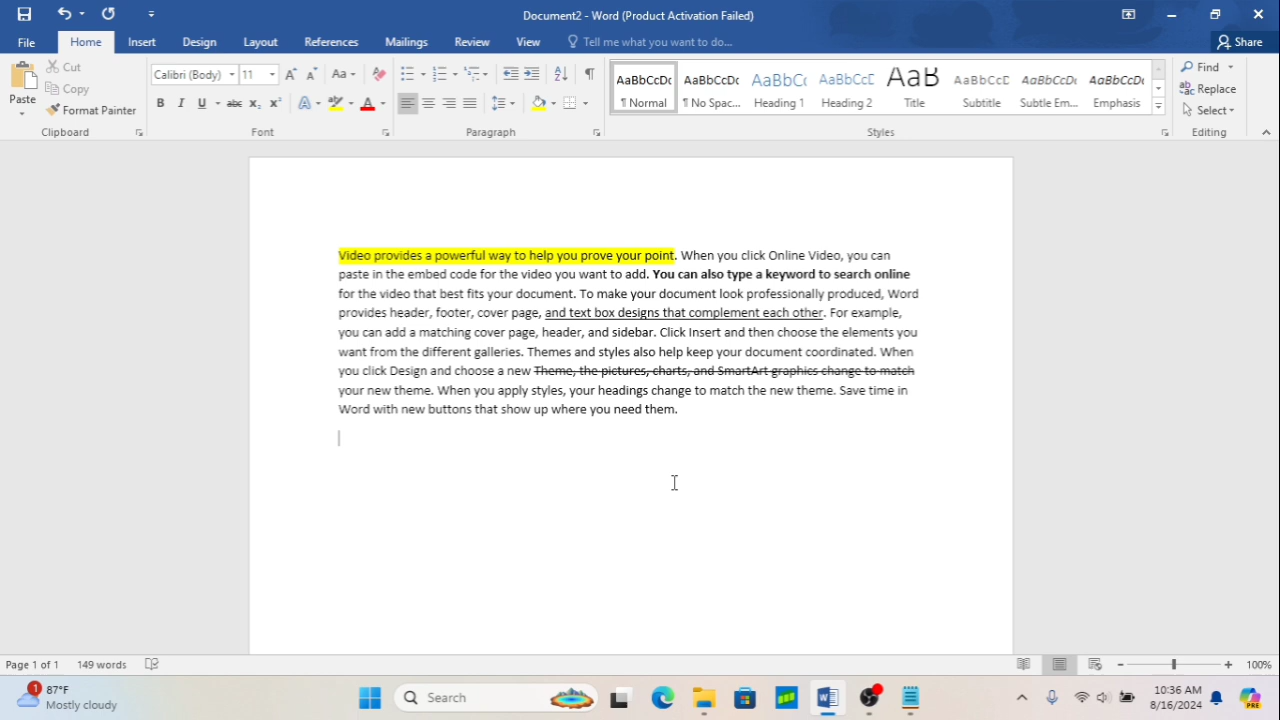 Document2 - Word (Product Activation Failed)
File Home Insert Design Layout References Mailings Review View Tell me what you want to do... Share
Paste
Cut
Copy
Format Painter
Clipboard
Calibri (Body) 11
Aa
B I U abc X₂ X²
A A
Font
Paragraph
AaBbCcDc AaBbCcDc AaBbCc AaBbCcC AaB AaBbCcC AaBbCcDc AaBbCcDc
¶ Normal ¶ No Spac... Heading 1 Heading 2 Title Subtitle Subtle Em... Emphasis
Styles
Find
Replace
Select
Editing
Video provides a powerful way to help you prove your point. When you click Online Video, you can
paste in the embed code for the video you want to add. You can also type a keyword to search online
for the video that best fits your document. To make your document look professionally produced, Word
provides header, footer, cover page, and text box designs that complement each other. For example,
you can add a matching cover page, header, and sidebar. Click Insert and then choose the elements you
want from the different galleries. Themes and styles also help keep your document coordinated. When
you click Design and choose a new Theme, the pictures, charts, and SmartArt graphics change to match
your new theme. When you apply styles, your headings change to match the new theme. Save time in
Word with new buttons that show up where you need them.
Page 1 of 1 149 words 100%
1
87°F
Mostly cloudy
Search
10:36 AM
8/16/2024
PRE